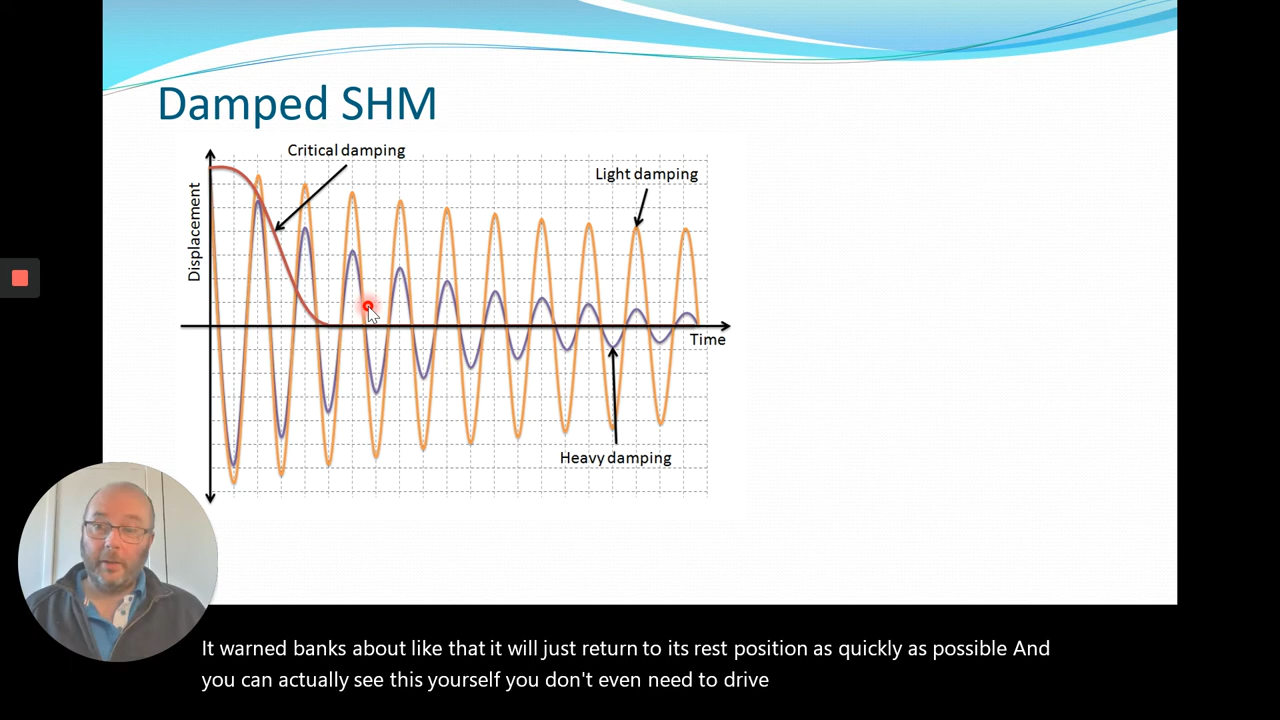 Damped SHM
Critical damping
Light damping
Displacement
Time
Heavy damping
It warned banks about like that it will just return to its rest position as quickly as possible And
you can actually see this yourself you don't even need to drive